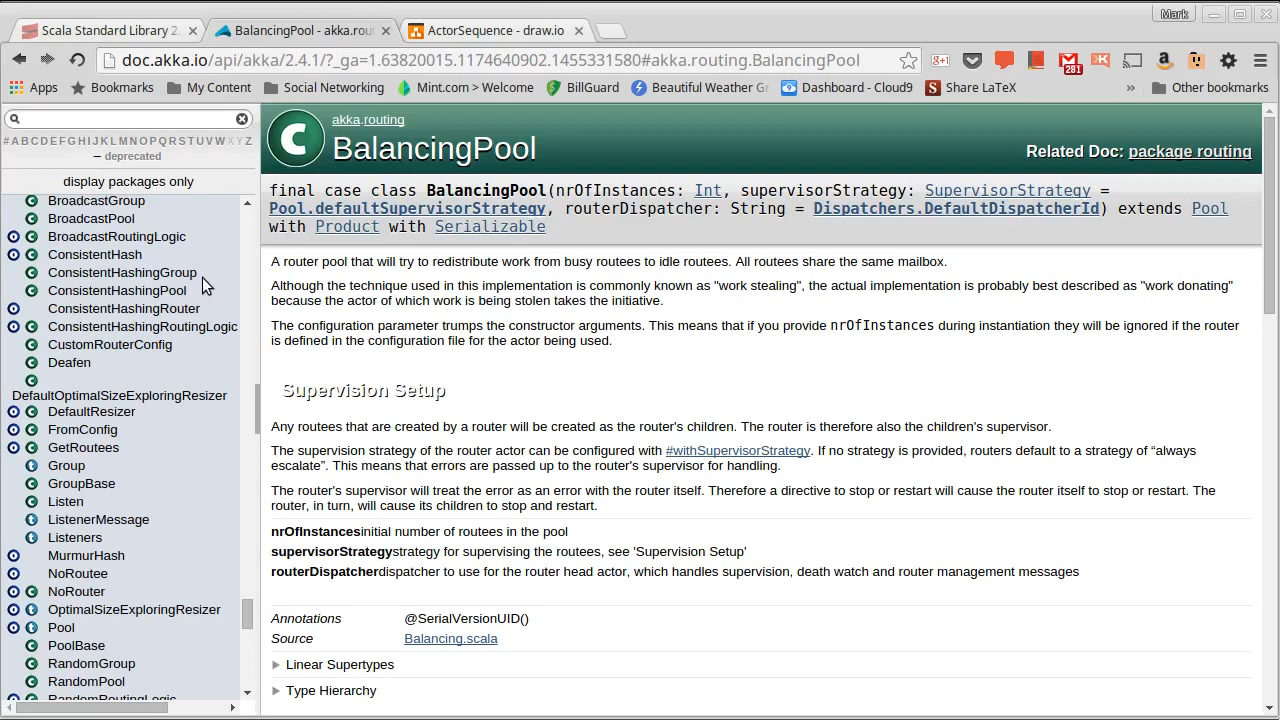 Mark
Scala Standard Library 2.
BalancingPool - akka.rou
ActorSequence - draw.io
doc.akka.io/api/akka/2.4.1/?_ga=1.63820015.1174640902.1455331580#akka.routing.BalancingPool
281
Apps
Bookmarks
My Content
Social Networking
Mint.com > Welcome
BillGuard
Beautiful Weather Gr
Dashboard - Cloud9
Share LaTeX
»
Other bookmarks
#ABCDEFGHIJKLMNOPQRSTUVWXYZ
– deprecated
display packages only
BroadcastGroup
BroadcastPool
BroadcastRoutingLogic
ConsistentHash
ConsistentHashingGroup
ConsistentHashingPool
ConsistentHashingRouter
ConsistentHashingRoutingLogic
CustomRouterConfig
Deafen
DefaultOptimalSizeExploringResizer
DefaultResizer
FromConfig
GetRoutees
Group
GroupBase
Listen
ListenerMessage
Listeners
MurmurHash
NoRoutee
NoRouter
OptimalSizeExploringResizer
Pool
PoolBase
RandomGroup
RandomPool
RandomRoutingLogic
akka.routing
BalancingPool
Related Doc: package routing
final case class BalancingPool(nrOfInstances: Int, supervisorStrategy: SupervisorStrategy =
Pool.defaultSupervisorStrategy, routerDispatcher: String = Dispatchers.DefaultDispatcherId) extends Pool
with Product with Serializable
A router pool that will try to redistribute work from busy routees to idle routees. All routees share the same mailbox.
Although the technique used in this implementation is commonly known as "work stealing", the actual implementation is probably best described as "work donating"
because the actor of which work is being stolen takes the initiative.
The configuration parameter trumps the constructor arguments. This means that if you provide nrOfInstances during instantiation they will be ignored if the router
is defined in the configuration file for the actor being used.
Supervision Setup
Any routees that are created by a router will be created as the router's children. The router is therefore also the children's supervisor.
The supervision strategy of the router actor can be configured with #withSupervisorStrategy. If no strategy is provided, routers default to a strategy of “always
escalate”. This means that errors are passed up to the router's supervisor for handling.
The router's supervisor will treat the error as an error with the router itself. Therefore a directive to stop or restart will cause the router itself to stop or restart. The
router, in turn, will cause its children to stop and restart.
nrOfInstancesinitial number of routees in the pool
supervisorStrategystrategy for supervising the routees, see 'Supervision Setup'
routerDispatcherdispatcher to use for the router head actor, which handles supervision, death watch and router management messages
Annotations @SerialVersionUID()
Source Balancing.scala
Linear Supertypes
Type Hierarchy